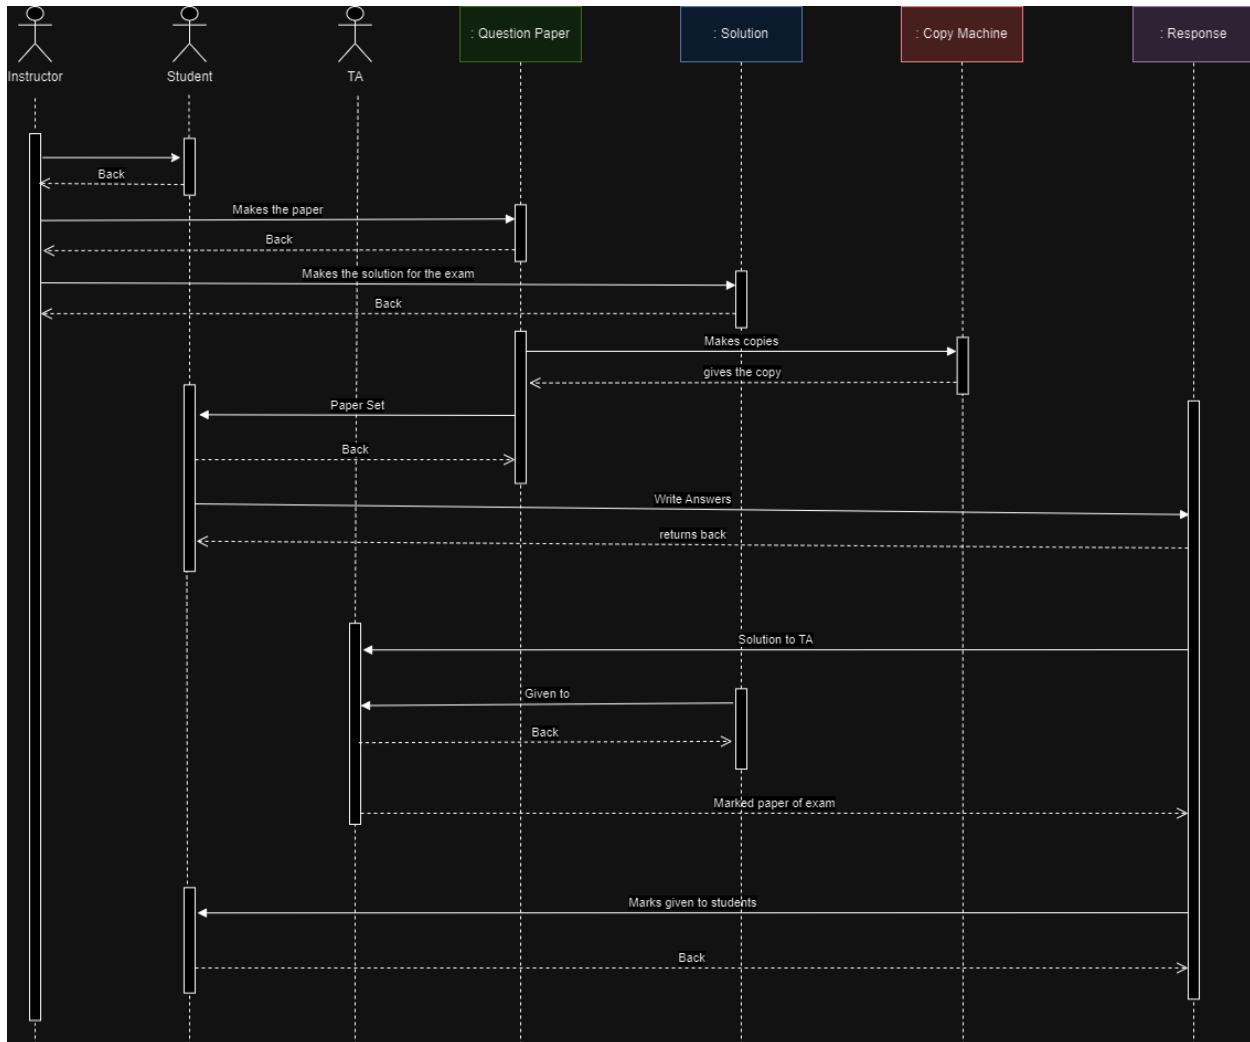 : Question Paper
: Solution
: Copy Machine
: Response
Instructor
Student
TA
Back
Makes the paper
Back
Makes the solution for the exam
Back
Makes copies
gives the copy
Paper Set
Back
Write Answers
returns back
Solution to TA
Given to
Back
Marked paper of exam
Marks given to students
Back